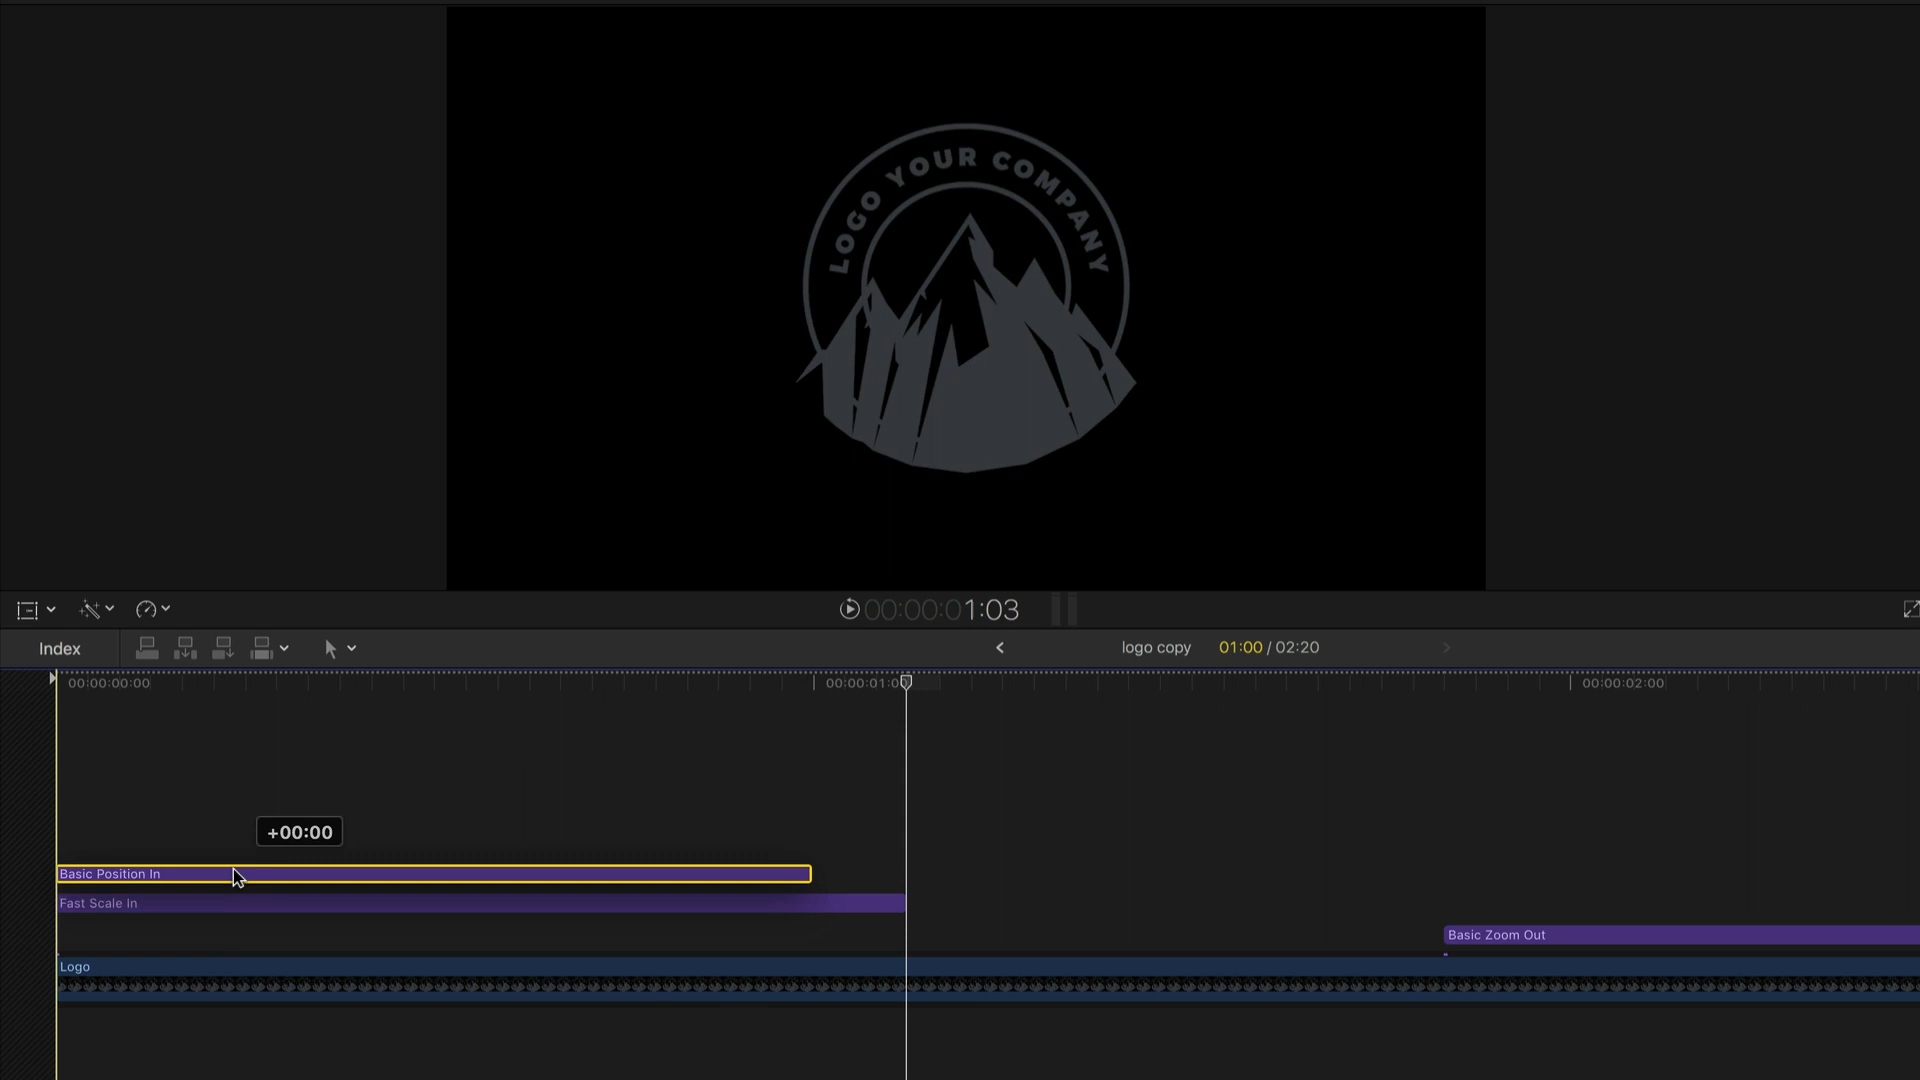 LOGO YOUR COMPANY
00:00:01:03
Index
logo copy
01:00 / 02:20
00:00:00:00
00:00:01:00
00:00:02:00
+00:00
Basic Position In
Fast Scale In
Basic Zoom Out
Logo